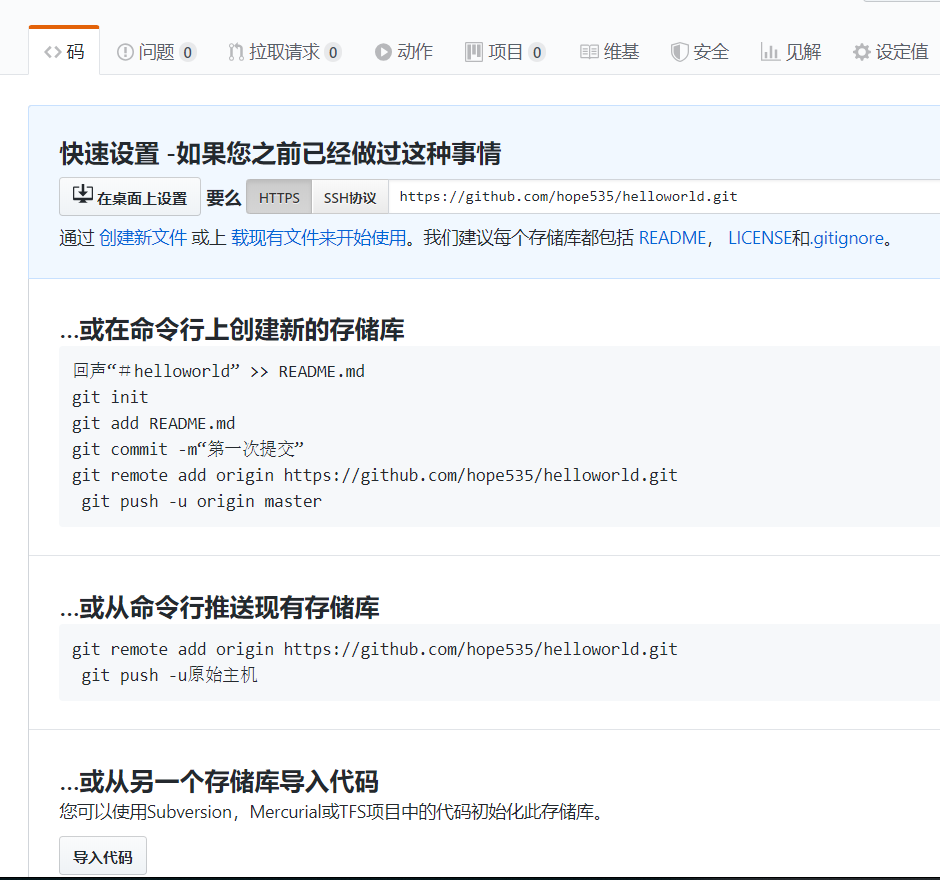 码 问题 0 拉取请求 0 动作 项目 0 维基 安全 见解 设定值
快速设置 -如果您之前已经做过这种事情
在桌面上设置 要么 HTTPS SSH协议 https://github.com/hope535/helloworld.git
通过 创建新文件 或上 载现有文件来开始使用。我们建议每个存储库都包括 README， LICENSE和.gitignore。
...或在命令行上创建新的存储库
回声“＃helloworld” >> README.md
git init
git add README.md
git commit -m“第一次提交”
git remote add origin https://github.com/hope535/helloworld.git
git push -u origin master
...或从命令行推送现有存储库
git remote add origin https://github.com/hope535/helloworld.git
git push -u原始主机
...或从另一个存储库导入代码
您可以使用Subversion，Mercurial或TFS项目中的代码初始化此存储库。
导入代码